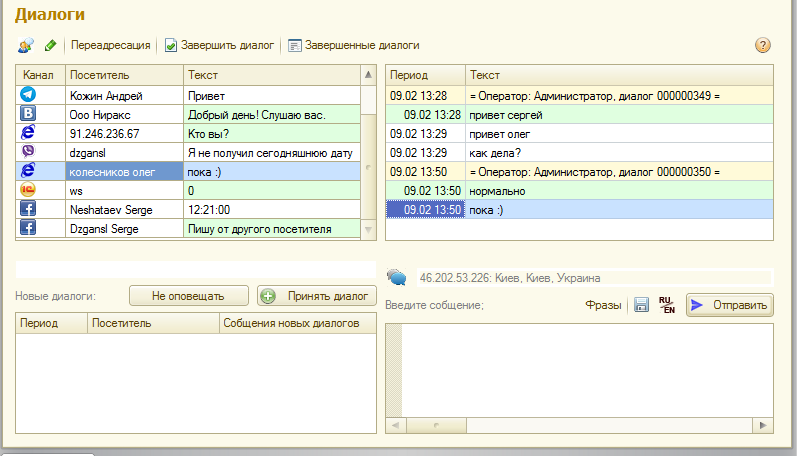 Диалоги
Переадресация Завершить диалог Завершенные диалоги ?
Канал Посетитель Текст
Кожин Андрей Привет
В Ооо Ниракс Добрый день! Слушаю вас.
91.246.236.67 Кто вы?
dzgansl Я не получил сегодняшнюю дату
колесников олег пока :)
1С ws 0
Neshataev Serge 12:21:00
Dzgansl Serge Пишу от другого посетителя
Период Текст
09.02 13:28 = Оператор: Администратор, диалог 000000349 =
09.02 13:28 привет сергей
09.02 13:29 привет олег
09.02 13:29 как дела?
09.02 13:50 = Оператор: Администратор, диалог 000000350 =
09.02 13:50 нормально
09.02 13:50 пока :)
46.202.53.226: Киев, Киев, Украина
Новые диалоги: Не оповещать Принять диалог
Период Посетитель Собщения новых диалогов
Введите собщение; Фразы RU EN Отправить